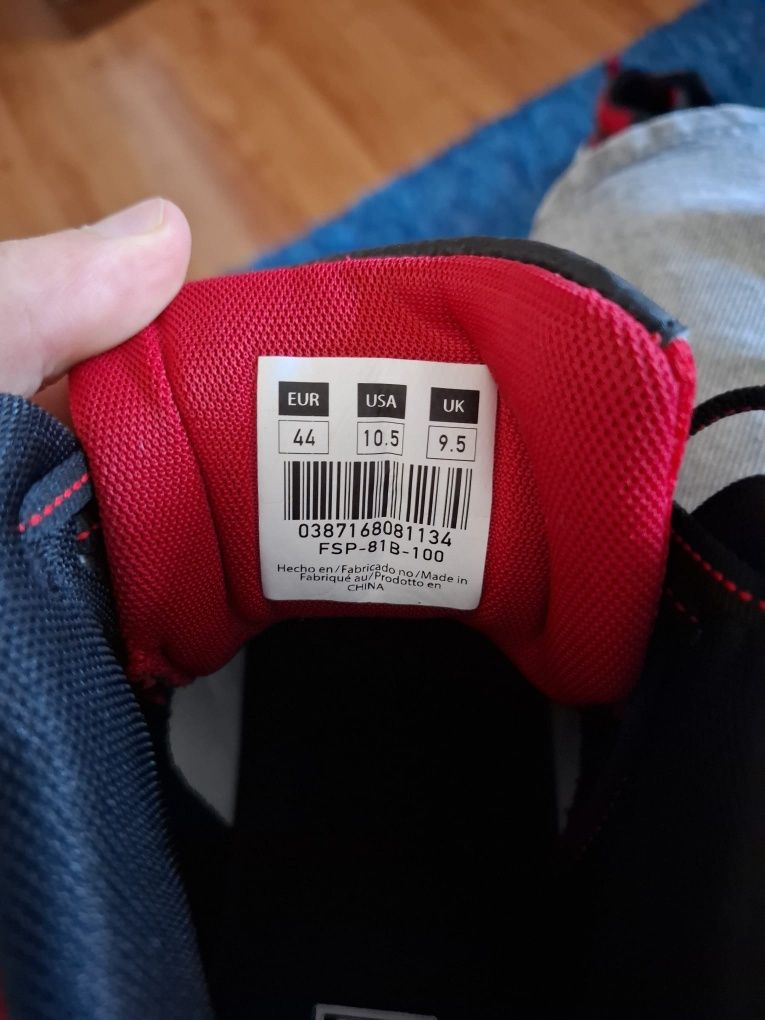 EUR USA UK
44 10.5 9.5
0387168081134
FSP-81B-100
Hecho en/Fabricado no/Made in
Fabriqué au/Prodotto en
CHINA